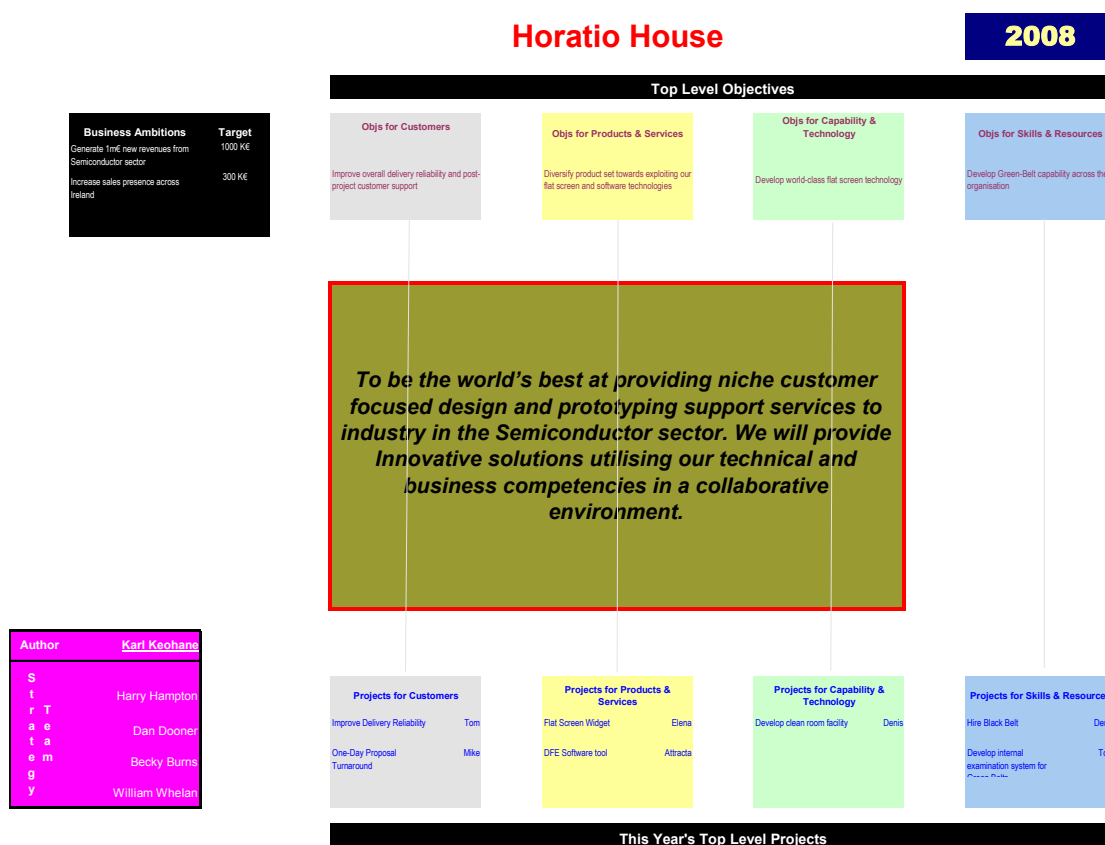 Horatio House
2008
Top Level Objectives
Business Ambitions Target
Generate 1m€ new revenues from 1000 K€
Semiconductor sector
Increase sales presence across 300 K€
Ireland
Objs for Customers
Improve overall delivery reliability and post-
project customer support
Objs for Products & Services
Diversify product set towards exploiting our
flat screen and software technologies
Objs for Capability &
Technology
Develop world-class flat screen technology
Objs for Skills & Resources
Develop Green-Belt capability across the
organisation
To be the world's best at providing niche customer
focused design and prototyping support services to
industry in the Semiconductor sector. We will provide
Innovative solutions utilising our technical and
business competencies in a collaborative
environment.
Author Karl Keohane
Strategy
Team
Harry Hampton
Dan Dooner
Becky Burns
William Whelan
Projects for Customers
Improve Delivery Reliability Tom
One-Day Proposal Mike
Turnaround
Projects for Products &
Services
Flat Screen Widget Elena
DFE Software tool Attracta
Projects for Capability &
Technology
Develop clean room facility Denis
Projects for Skills & Resource
Hire Black Belt
Develop internal
examination system for
Green Belts
This Year's Top Level Projects